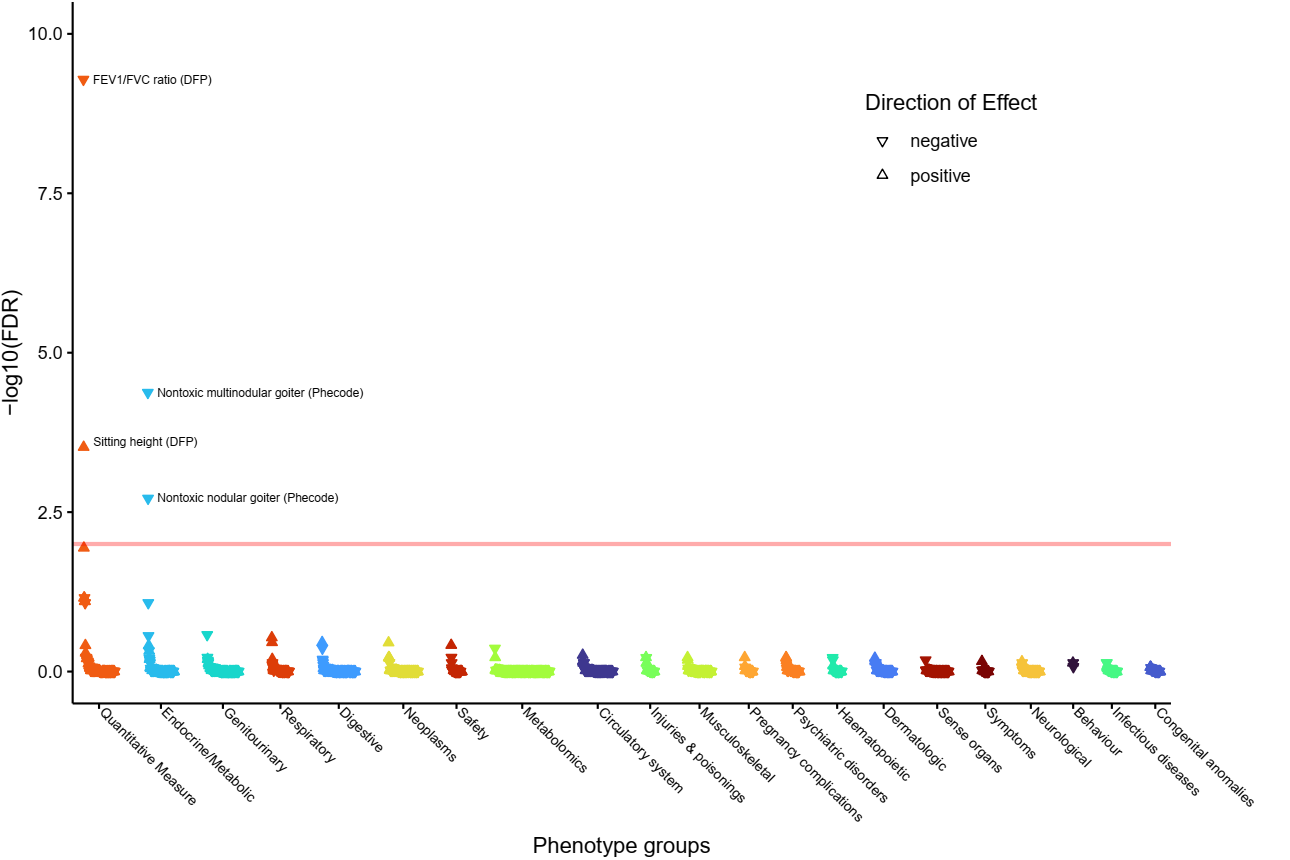 10.0
FEV1/FVC ratio (DFP)
Direction of Effect
negative
positive
7.5
5.0
−log10(FDR)
Nontoxic multinodular goiter (Phecode)
Sitting height (DFP)
Nontoxic nodular goiter (Phecode)
2.5
0.0
Quantitative Measure
Endocrine/Metabolic
Genitourinary
Respiratory
Digestive
Neoplasms
Safety
Metabolomics
Circulatory system
Injuries & poisonings
Musculoskeletal
Pregnancy complications
Psychiatric disorders
Haematopoietic
Dermatologic
Sense organs
Symptoms
Neurological
Behaviour
Infectious diseases
Congenital anomalies
Phenotype groups